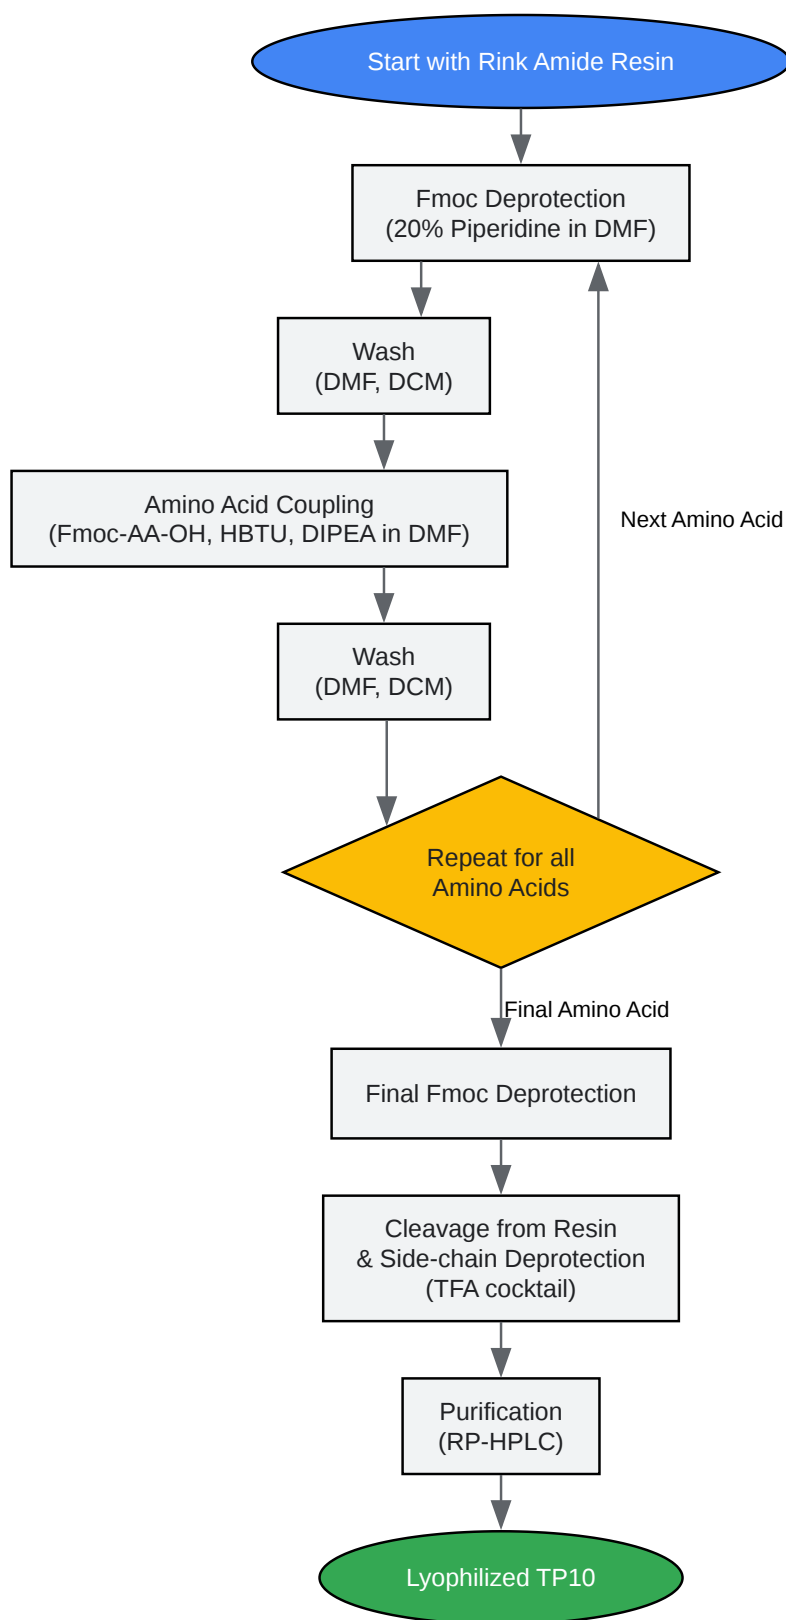 Start with Rink Amide Resin
Fmoc Deprotection
(20% Piperidine in DMF)
Wash
(DMF, DCM)
Amino Acid Coupling
(Fmoc-AA-OH, HBTU, DIPEA in DMF)
Next Amino Acid
Wash
(DMF, DCM)
Repeat for all
Amino Acids
Final Amino Acid
Final Fmoc Deprotection
Cleavage from Resin
& Side-chain Deprotection
(TFA cocktail)
Purification
(RP-HPLC)
Lyophilized TP10